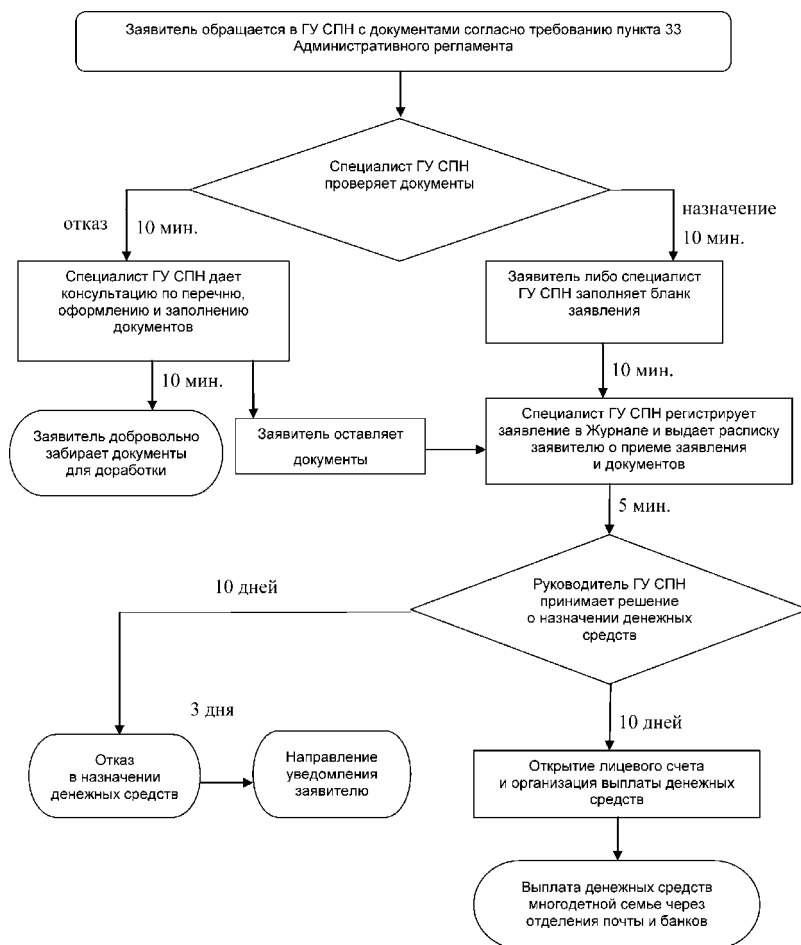 Заявитель обращается в ГУ СПН с документами согласно требованию пункта 33
Административного регламента
Специалист ГУ СПН
проверяет документы
отказ
10 мин.
назначение
10 мин.
Специалист ГУ СПН дает
консультацию по перечню,
оформлению и заполнению
документов
Заявитель либо специалист
ГУ СПН заполняет бланк
заявления
10 мин.
10 мин.
Заявитель добровольно
забирает документы
для доработки
Заявитель оставляет
документы
Специалист ГУ СПН регистрирует
заявление в Журнале и выдает расписку
заявителю о приеме заявления
и документов
5 мин.
10 дней
Руководитель ГУ СПН
принимает решение
о назначении денежных
средств
3 дня
10 дней
Отказ
в назначении
денежных средств
Направление
уведомления
заявителю
Открытие лицевого счета
и организация выплаты денежных
средств
Выплата денежных средств
многодетной семье через
отделения почты и банков